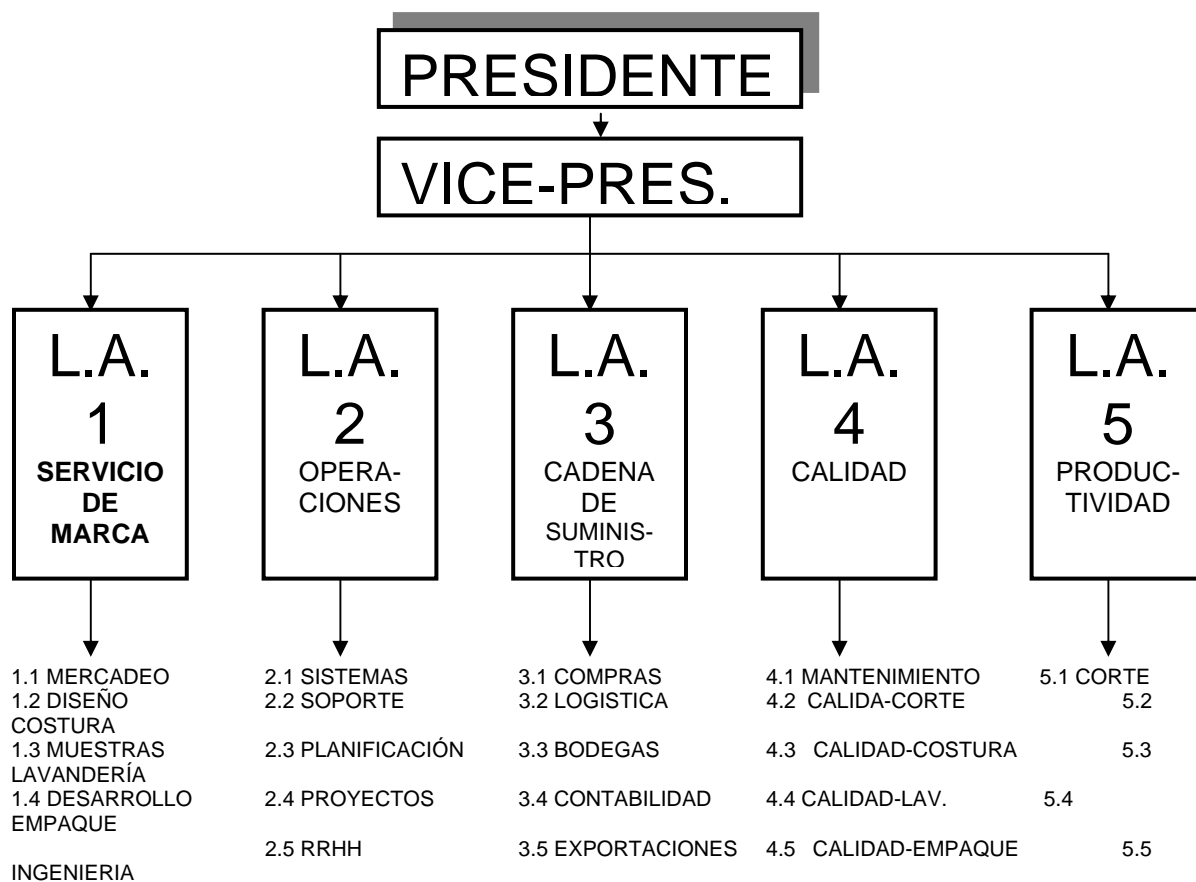 PRESIDENTE
VICE-PRES.
L.A.
1
SERVICIO
DE
MARCA
L.A.
2
OPERA-
CIONES
L.A.
3
CADENA
DE
SUMINIS-
TRO
L.A.
4
CALIDAD
L.A.
5
PRODUC-
TIVIDAD
1.1 MERCADEO 2.1 SISTEMAS 3.1 COMPRAS 4.1 MANTENIMIENTO 5.1 CORTE
1.2 DISEÑO 2.2 SOPORTE 3.2 LOGISTICA 4.2 CALIDA-CORTE 5.2
COSTURA
1.3 MUESTRAS 2.3 PLANIFICACIÓN 3.3 BODEGAS 4.3 CALIDAD-COSTURA 5.3
LAVANDERÍA
1.4 DESARROLLO 2.4 PROYECTOS 3.4 CONTABILIDAD 4.4 CALIDAD-LAV. 5.4
EMPAQUE
2.5 RRHH 3.5 EXPORTACIONES 4.5 CALIDAD-EMPAQUE 5.5
INGENIERIA